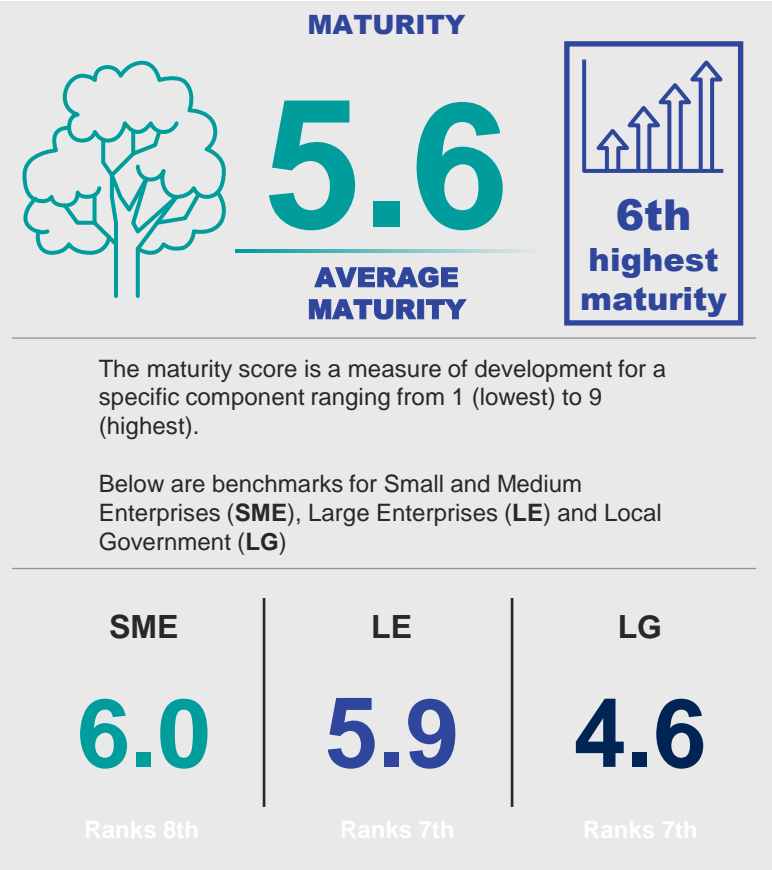 MATURITY
5.6
AVERAGE
MATURITY
6th
highest
maturity
The maturity score is a measure of development for a
specific component ranging from 1 (lowest) to 9
(highest).
Below are benchmarks for Small and Medium
Enterprises (SME), Large Enterprises (LE) and Local
Government (LG)
SME
LE
LG
6.0
5.9
4.6
Ranks 8th
Ranks 7th
Ranks 7th